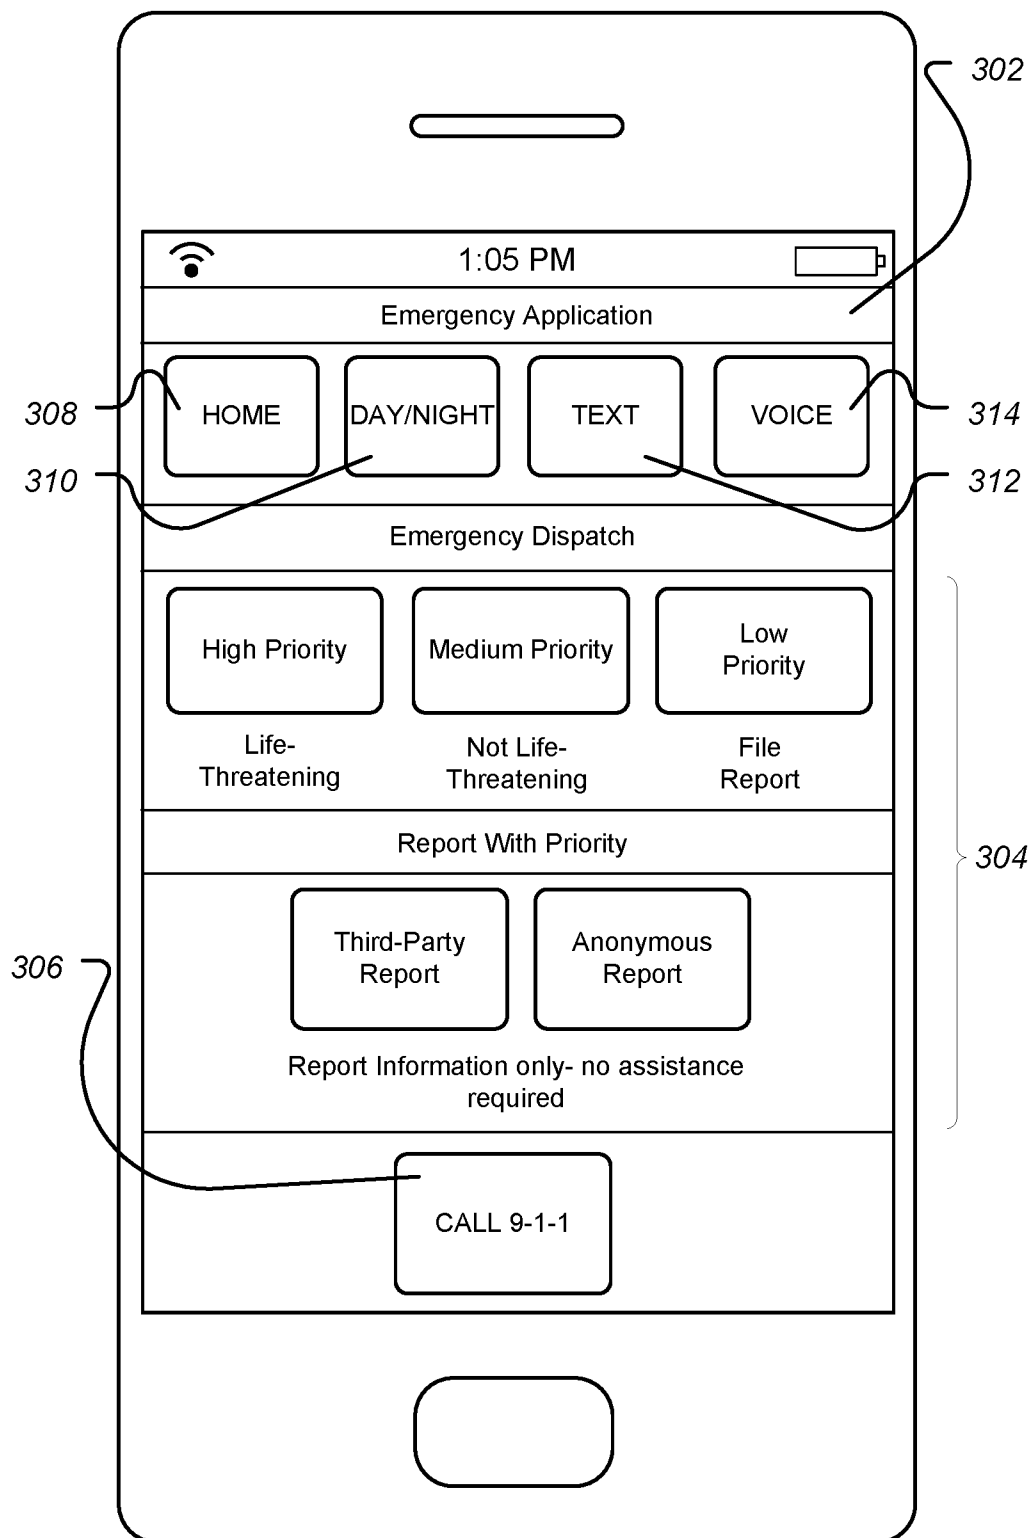 302
1:05 PM
Emergency Application
308
HOME
DAY/NIGHT
TEXT
VOICE
314
310
312
Emergency Dispatch
High Priority
Medium Priority
Low
Priority
Life-
Threatening
Not Life-
Threatening
File
Report
Report With Priority
304
Third-Party
Report
Anonymous
Report
306
Report Information only- no assistance
required
CALL 9-1-1